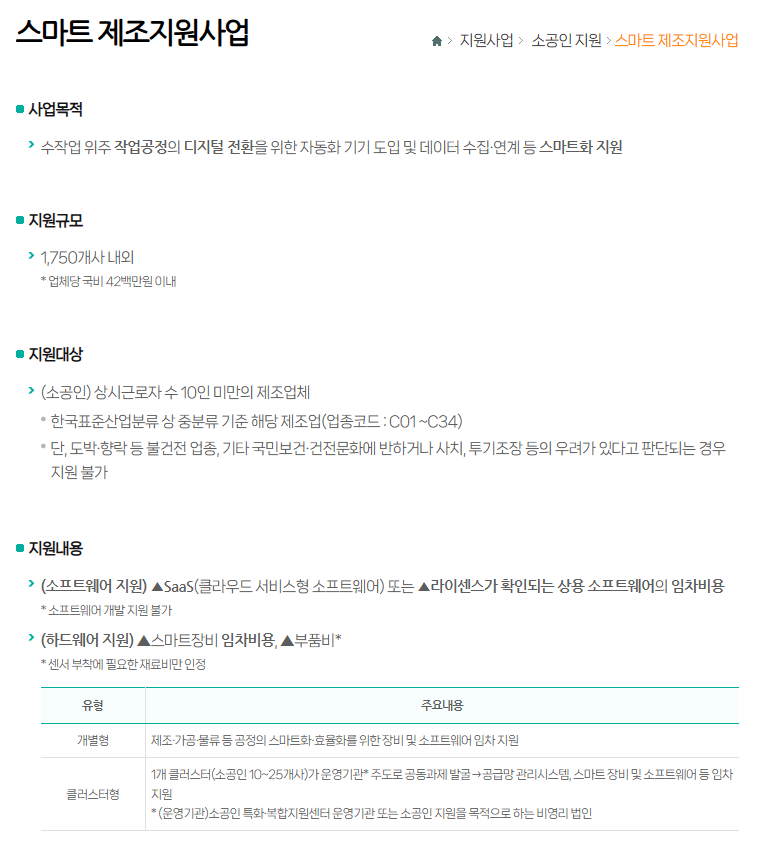 스마트 제조지원사업
지원사업 > 소공인 지원 > 스마트 제조지원사업
사업목적
수작업 위주 작업공정의 디지털 전환을 위한 자동화 기기 도입 및 데이터 수집·연계 등 스마트화 지원
지원규모
1,750개사 내외
* 업체당 국비 42백만원 이내
지원대상
(소공인) 상시근로자 수 10인 미만의 제조업체
한국표준산업분류 상 중분류 기준 해당 제조업(업종코드 : C01~C34)
단, 도박·향락 등 불건전 업종, 기타 국민보건·건전문화에 반하거나 사치, 투기조장 등의 우려가 있다고 판단되는 경우
지원 불가
지원내용
(소프트웨어 지원) ▲SaaS(클라우드 서비스형 소프트웨어) 또는 ▲라이센스가 확인되는 상용 소프트웨어의 임차비용
* 소프트웨어 개발 지원 불가
(하드웨어 지원) ▲스마트장비 임차비용, ▲부품비*
* 센서 부착에 필요한 재료비만 인정
유형 주요내용
개별형 제조·가공·물류 등 공정의 스마트화·효율화를 위한 장비 및 소프트웨어 임차 지원
1개 클러스터(소공인 10~25개사)가 운영기관* 주도로 공동과제 발굴→공급망 관리시스템, 스마트 장비 및 소프트웨어 등 임차
클러스터형 지원
* (운영기관)소공인 특화·복합지원센터 운영기관 또는 소공인 지원을 목적으로 하는 비영리 법인